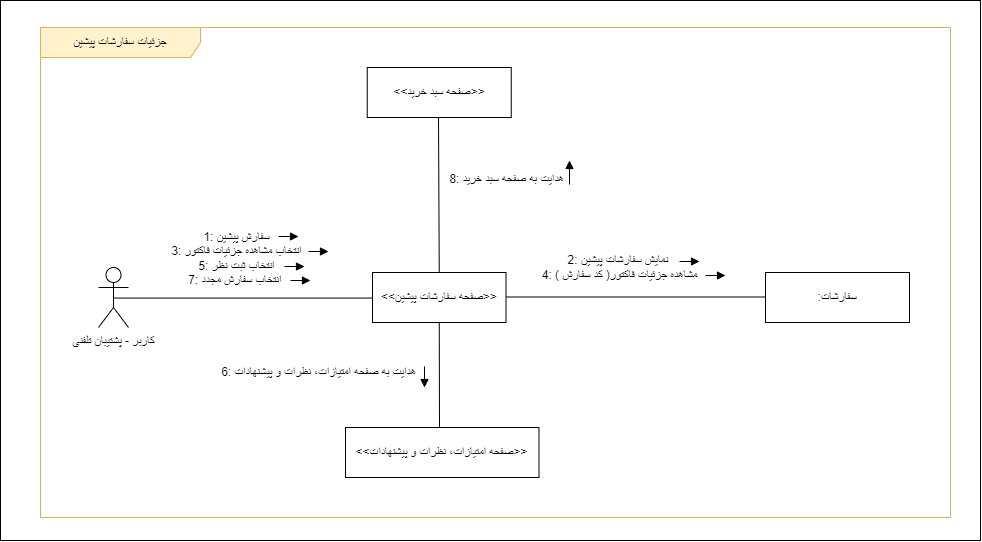 جزئیات سفارشات پیشین
<<صفحه سبد خرید>>
8: هدایت به صفحه سبد خرید
1: سفارش پیشین
3: انتخاب مشاهده جزئیات فاکتور
5: انتخاب ثبت نظر
7: انتخاب سفارش مجدد
2: نمایش سفارشات پیشین
4: مشاهده جزئیات فاکتور( کد سفارش )
<<صفحه سفارشات پیشین>>
سفارشات:
کاربر - پشتیبان تلفنی
6: هدایت به صفحه امتیازات، نظرات و پیشنهادات
<<صفحه امتیازات، نظرات و پیشنهادات>>